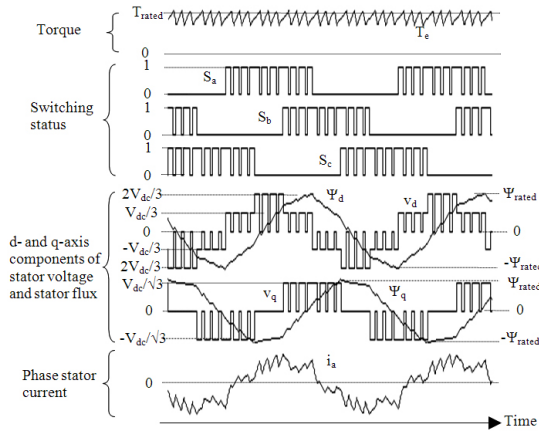 Torque
T_rated
T_e
0
Switching status
1
S_a
0
1
S_b
0
1
S_c
0
d- and q-axis components of stator voltage and stator flux
2V_dc/3
V_dc/3
0
-V_dc/3
2V_dc/3
Ψ_d
v_d
Ψ_rated
0
-Ψ_rated
V_dc/√3
0
-V_dc/√3
v_q
Ψ_q
Ψ_rated
0
-Ψ_rated
Phase stator current
0
i_a
Time